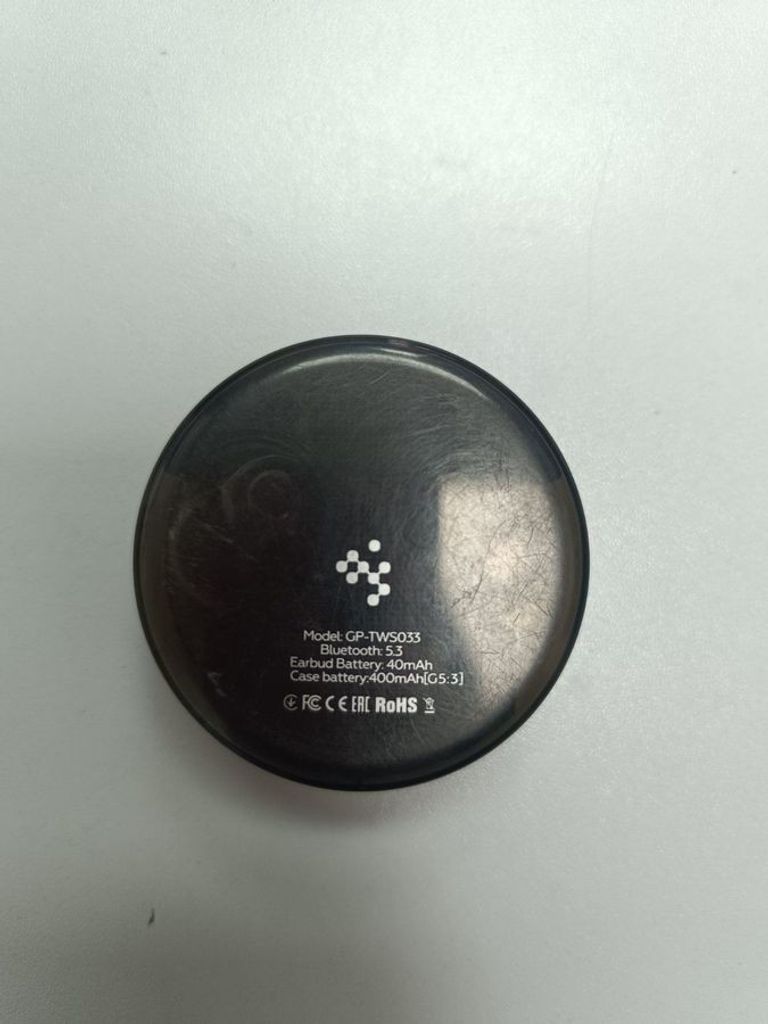 Model: GP-TWS033
Bluetooth: 5.3
Earbud Battery: 40mAh
Case battery:400mAh[G5:3]
FC CE EAC RoHS